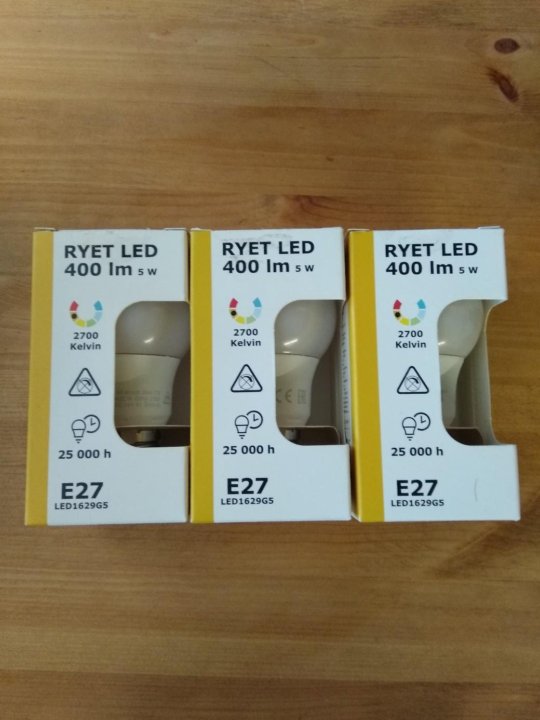 RYET LED
400 lm 5 W
2700
Kelvin
25 000 h
E27
LED1629G5
RYET LED
400 lm 5 W
2700
Kelvin
25 000 h
E27
LED1629G5
RYET LED
400 lm 5 W
2700
Kelvin
25 000 h
E27
LED1629G5